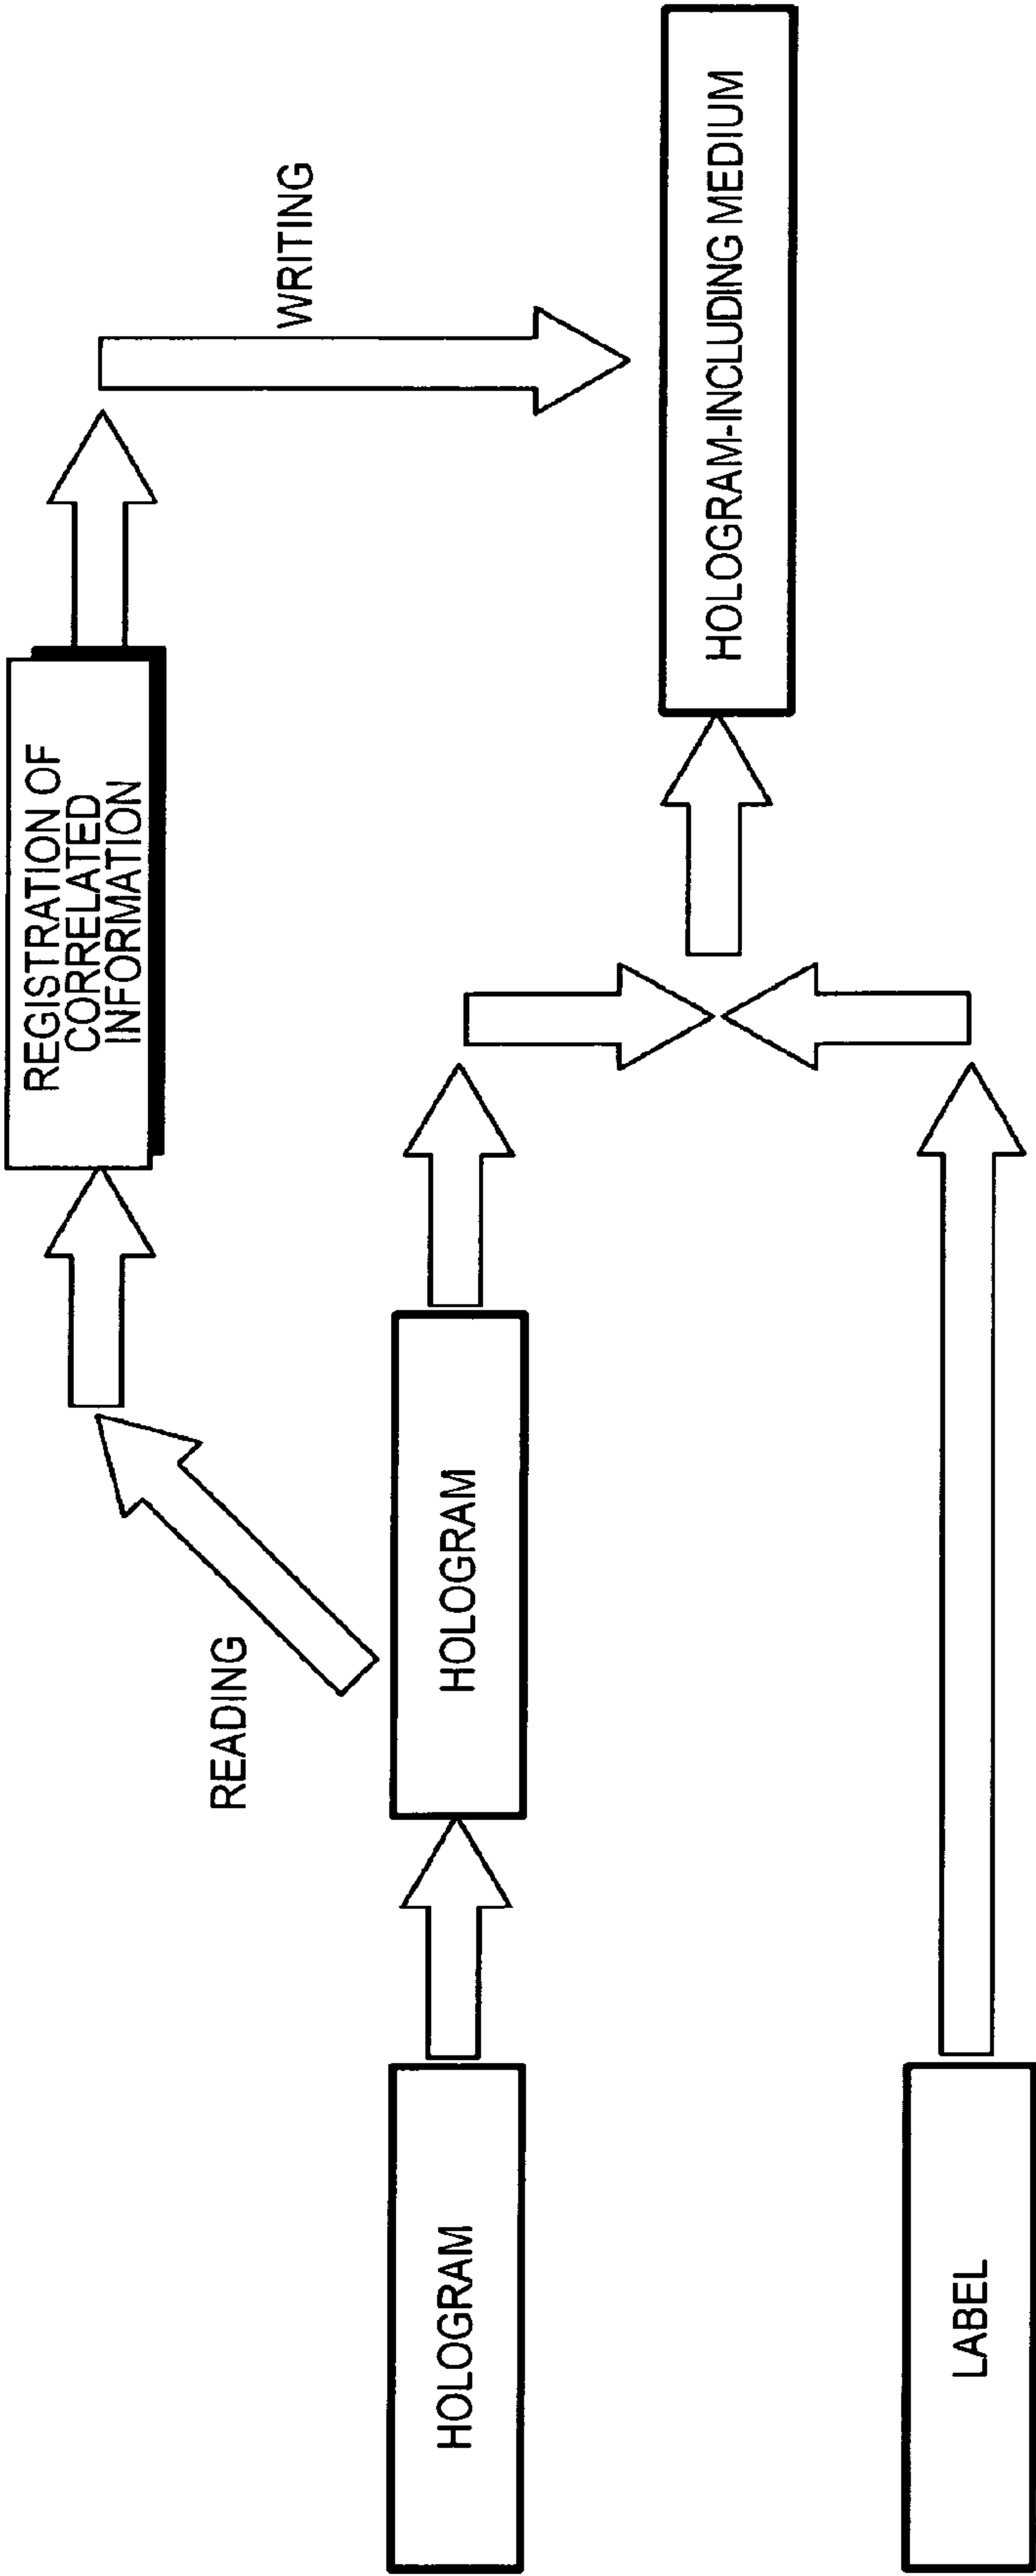 REGISTRATION OF
CORRELATED
INFORMATION
READING
WRITING
HOLOGRAM
HOLOGRAM
HOLOGRAM-INCLUDING MEDIUM
LABEL